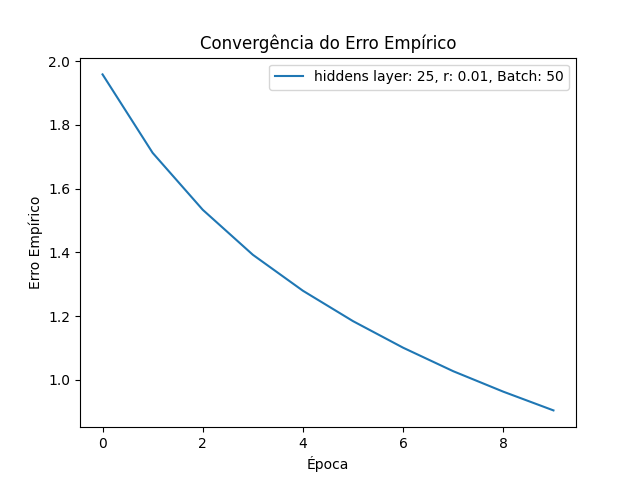 Convergência do Erro Empírico
hiddens layer: 25, r: 0.01, Batch: 50
Erro Empírico
2.0
1.8
1.6
1.4
1.2
1.0
0 2 4 6 8
Época